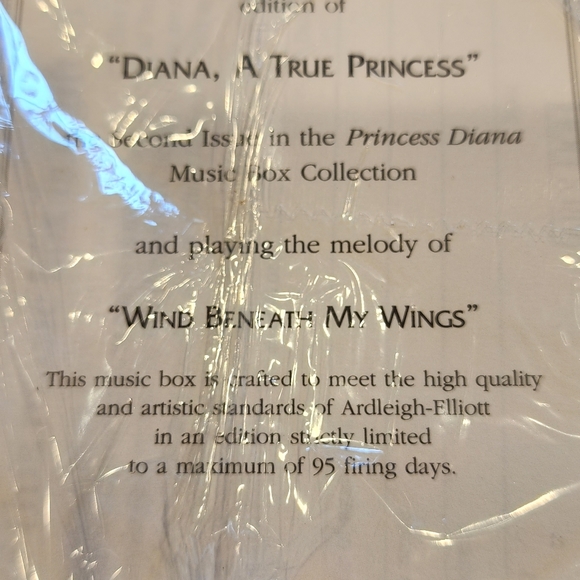 edition of
"DIANA, A TRUE PRINCESS"
Second Issue in the Princess Diana
Music Box Collection
and playing the melody of
"WIND BENEATH MY WINGS"
This music box is crafted to meet the high quality
and artistic standards of Ardleigh-Elliott
in an edition strictly limited
to a maximum of 95 firing days.